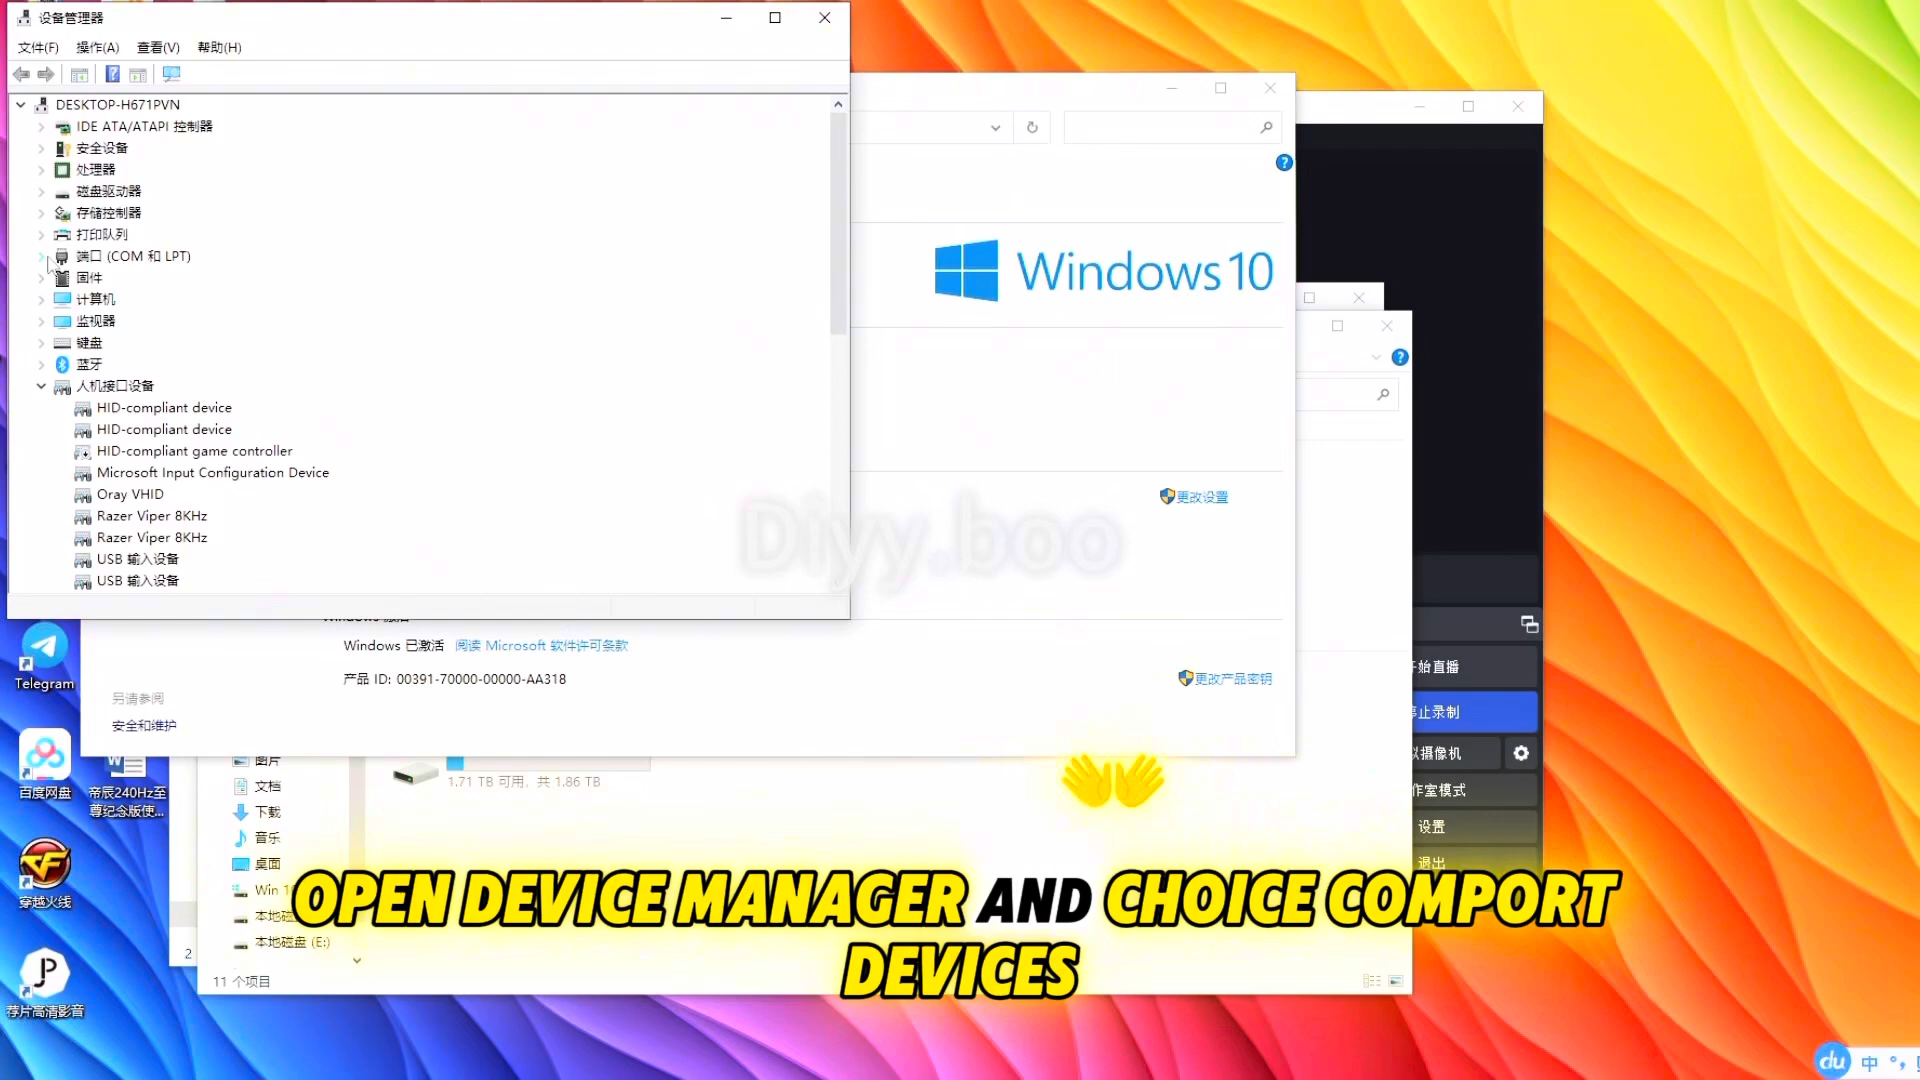 设备管理器
文件(F) 操作(A) 查看(V) 帮助(H)
DESKTOP-H671PVN
IDE ATA/ATAPI 控制器
安全设备
处理器
磁盘驱动器
存储控制器
打印队列
端口 (COM 和 LPT)
固件
计算机
监视器
键盘
蓝牙
人机接口设备
HID-compliant device
HID-compliant device
HID-compliant game controller
Microsoft Input Configuration Device
Oray VHID
Razer Viper 8KHz
Razer Viper 8KHz
USB 输入设备
USB 输入设备
Windows 10
更改设置
Diyy.boo
Windows 已激活 阅读 Microsoft 软件许可条款
产品 ID: 00391-70000-00000-AA318
更改产品密钥
另请参阅
安全和维护
Telegram
百度网盘
帝辰240Hz至
尊纪念版使...
穿越火线
荐片高清影音
图片
文档
下载
音乐
桌面
Win 1
本地磁
本地磁盘 (E:)
1.71 TB 可用, 共 1.86 TB
2
11 个项目
始直播
止录制
摄像机
作室模式
设置
退出
OPEN DEVICE MANAGER AND CHOICE COMPORT
DEVICES
du 中